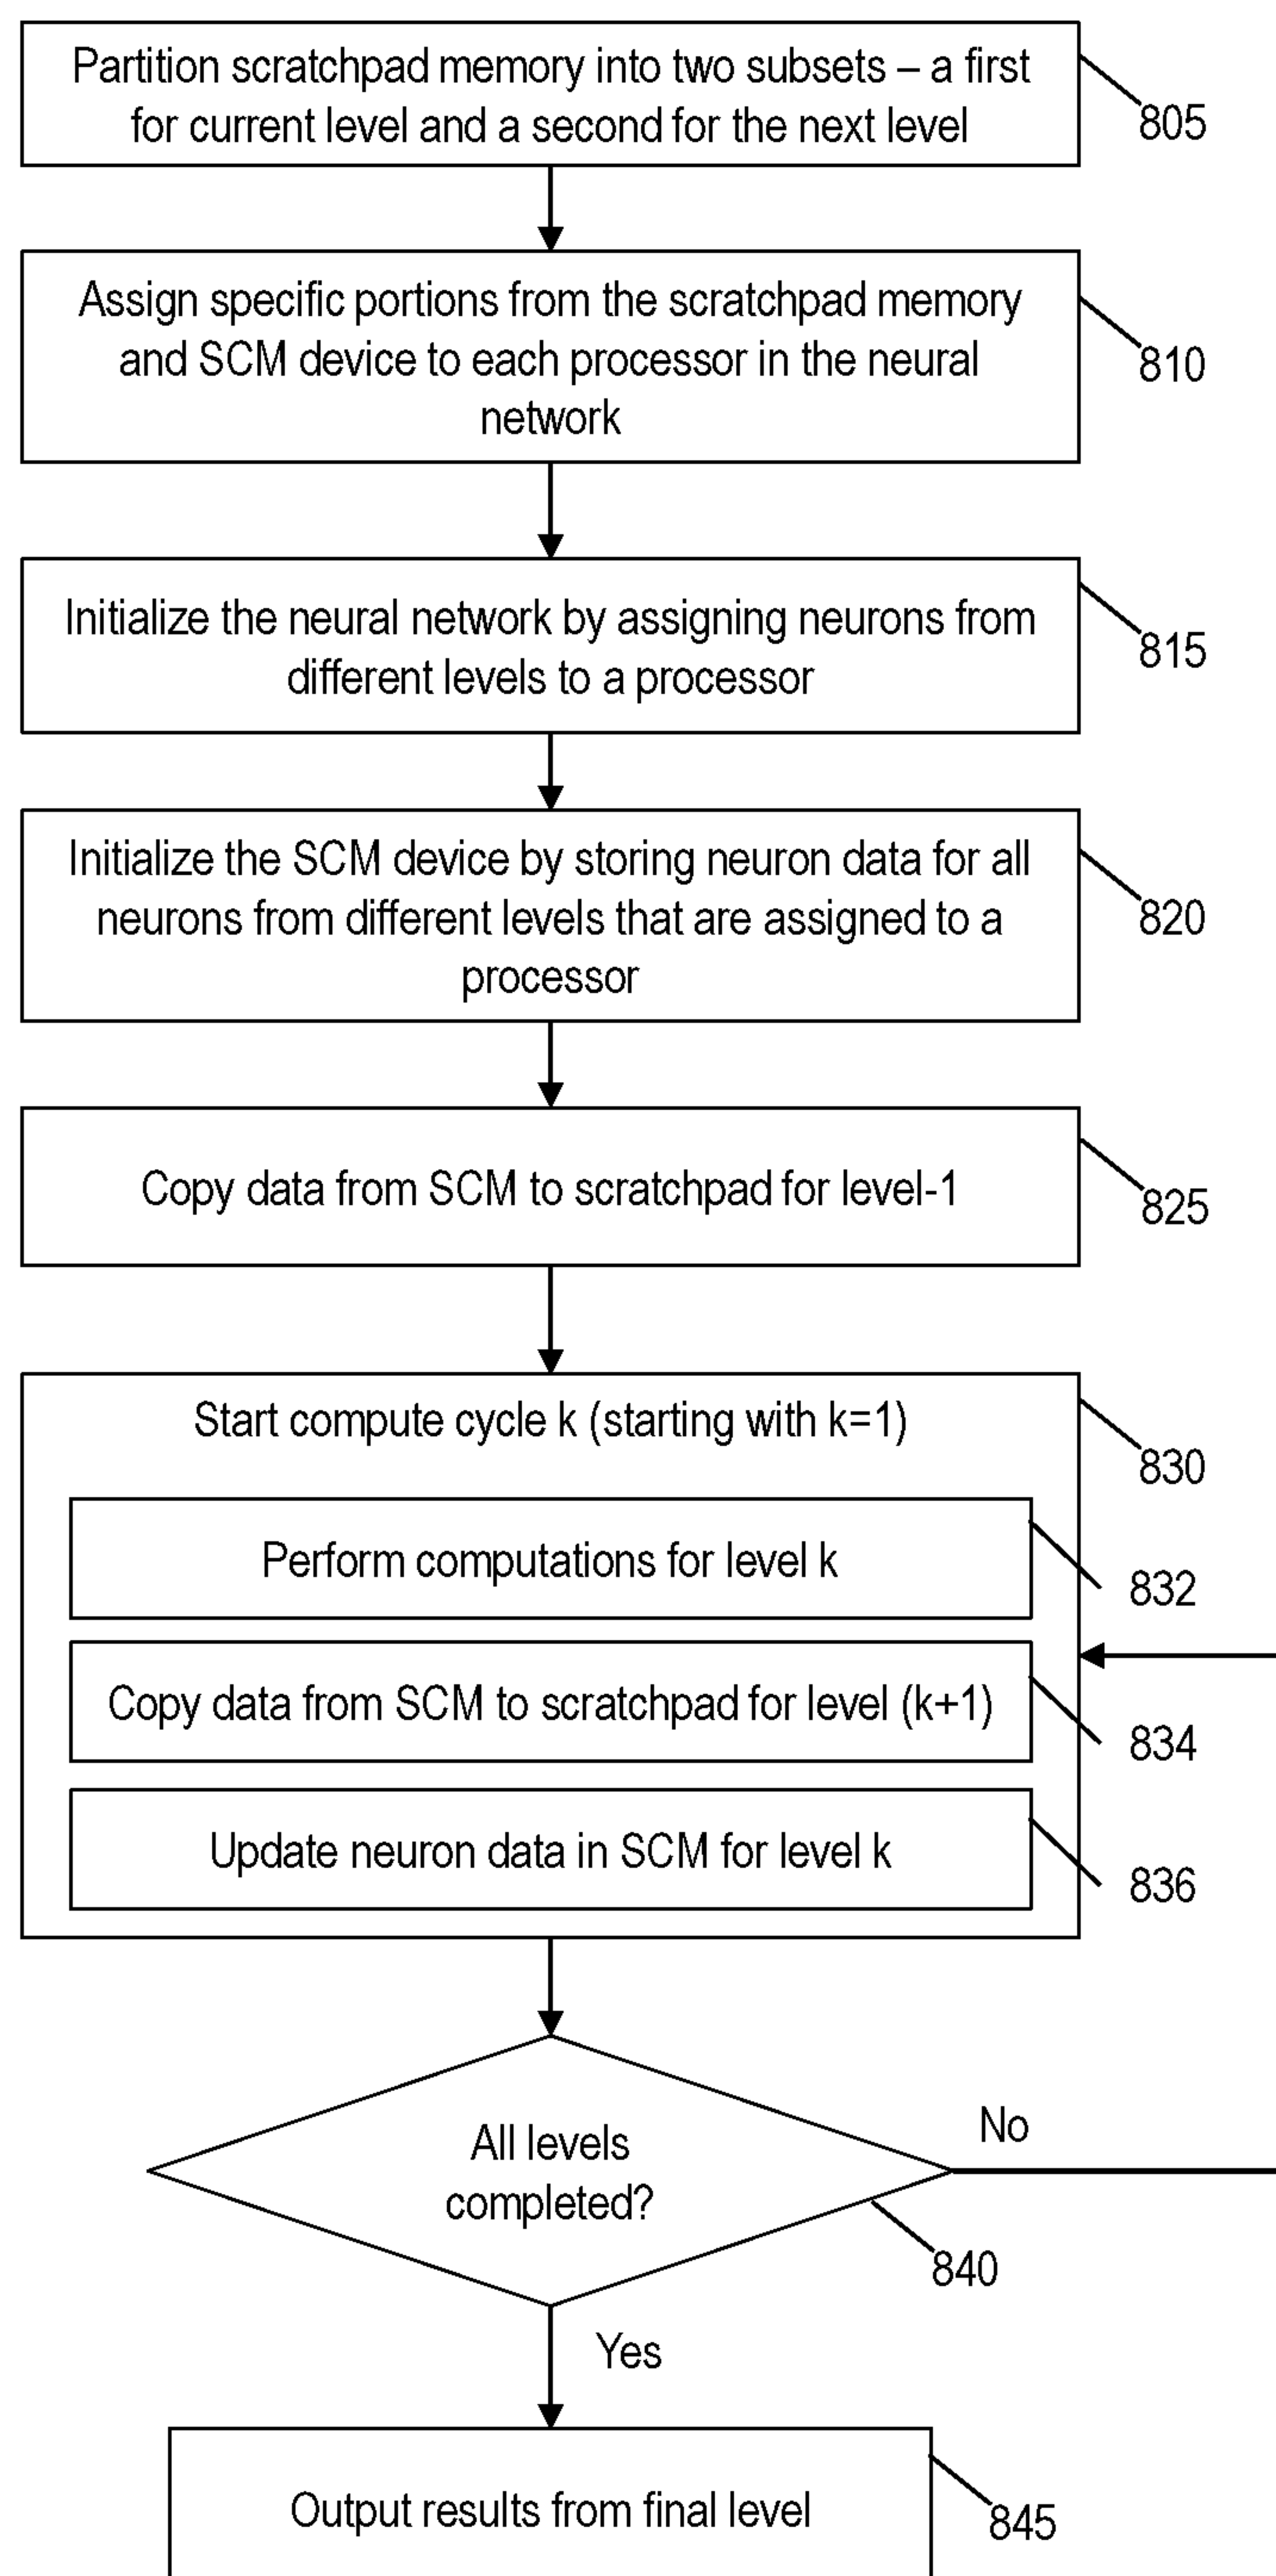 Partition scratchpad memory into two subsets – a first
for current level and a second for the next level
805
Assign specific portions from the scratchpad memory
and SCM device to each processor in the neural
network
810
Initialize the neural network by assigning neurons from
different levels to a processor
815
Initialize the SCM device by storing neuron data for all
neurons from different levels that are assigned to a
processor
820
Copy data from SCM to scratchpad for level-1
825
Start compute cycle k (starting with k=1)
830
Perform computations for level k
832
Copy data from SCM to scratchpad for level (k+1)
834
Update neuron data in SCM for level k
836
All levels
completed?
No
840
Yes
Output results from final level
845